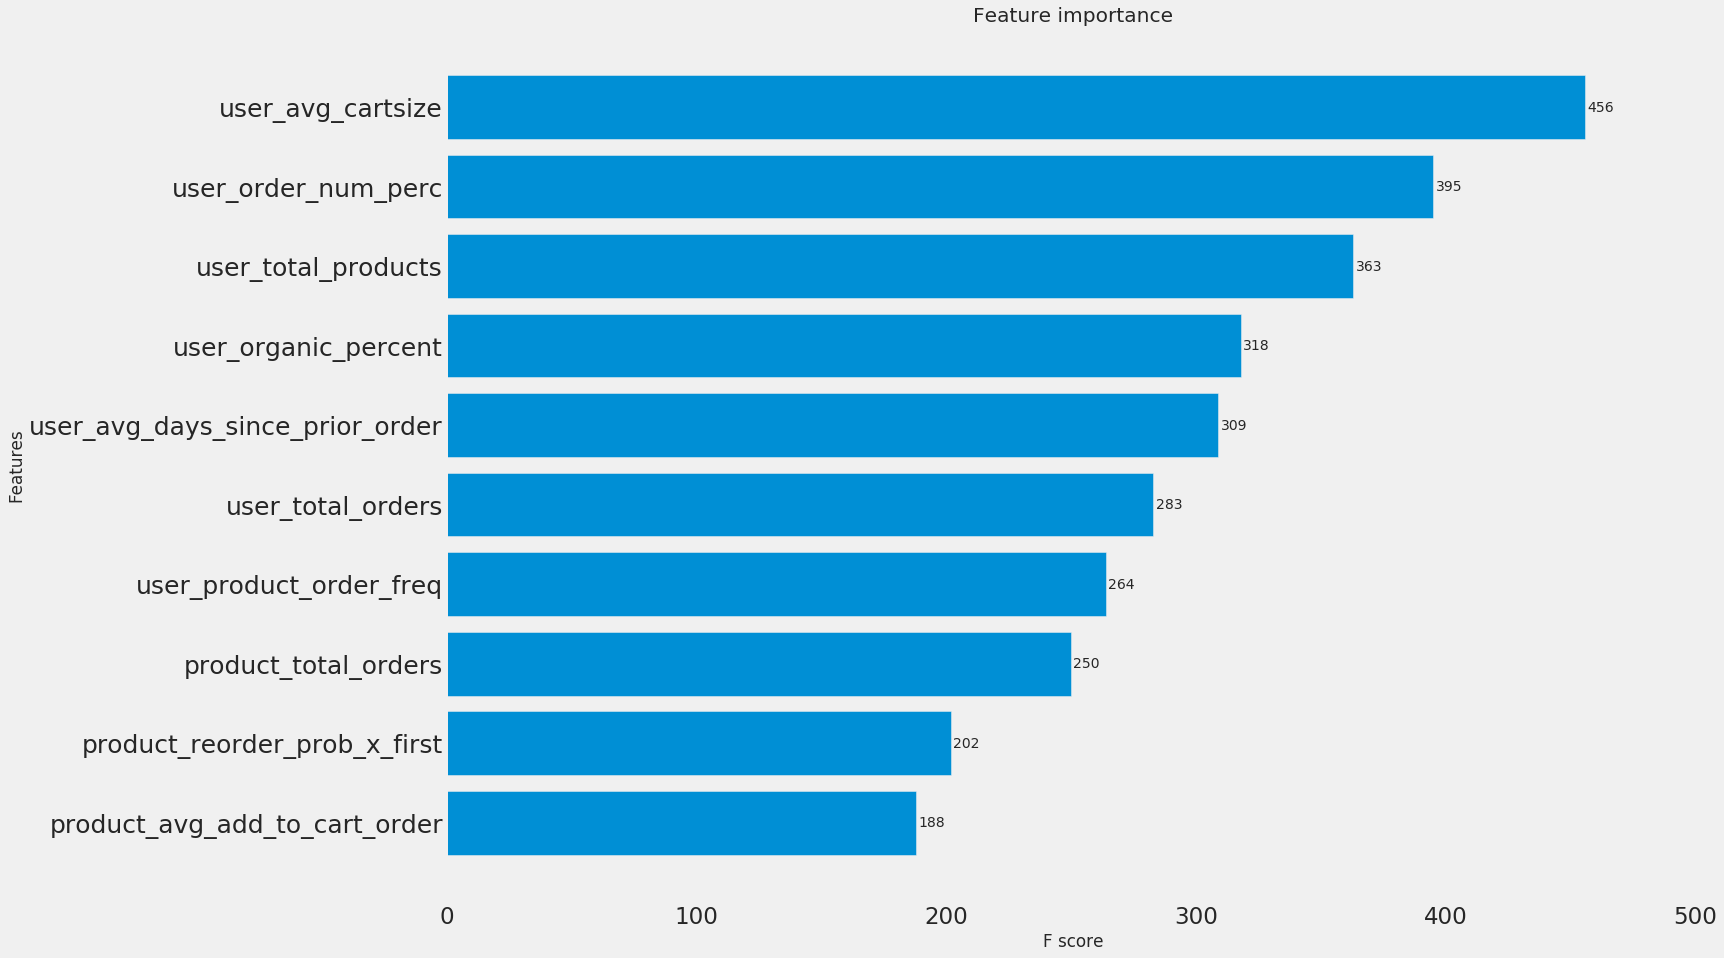 Feature importance
user_avg_cartsize
456
user_order_num_perc
395
user_total_products
363
user_organic_percent
318
user_avg_days_since_prior_order
309
user_total_orders
283
user_product_order_freq
264
product_total_orders
250
product_reorder_prob_x_first
202
product_avg_add_to_cart_order
188
Features
0 100 200 300 400 500
F score